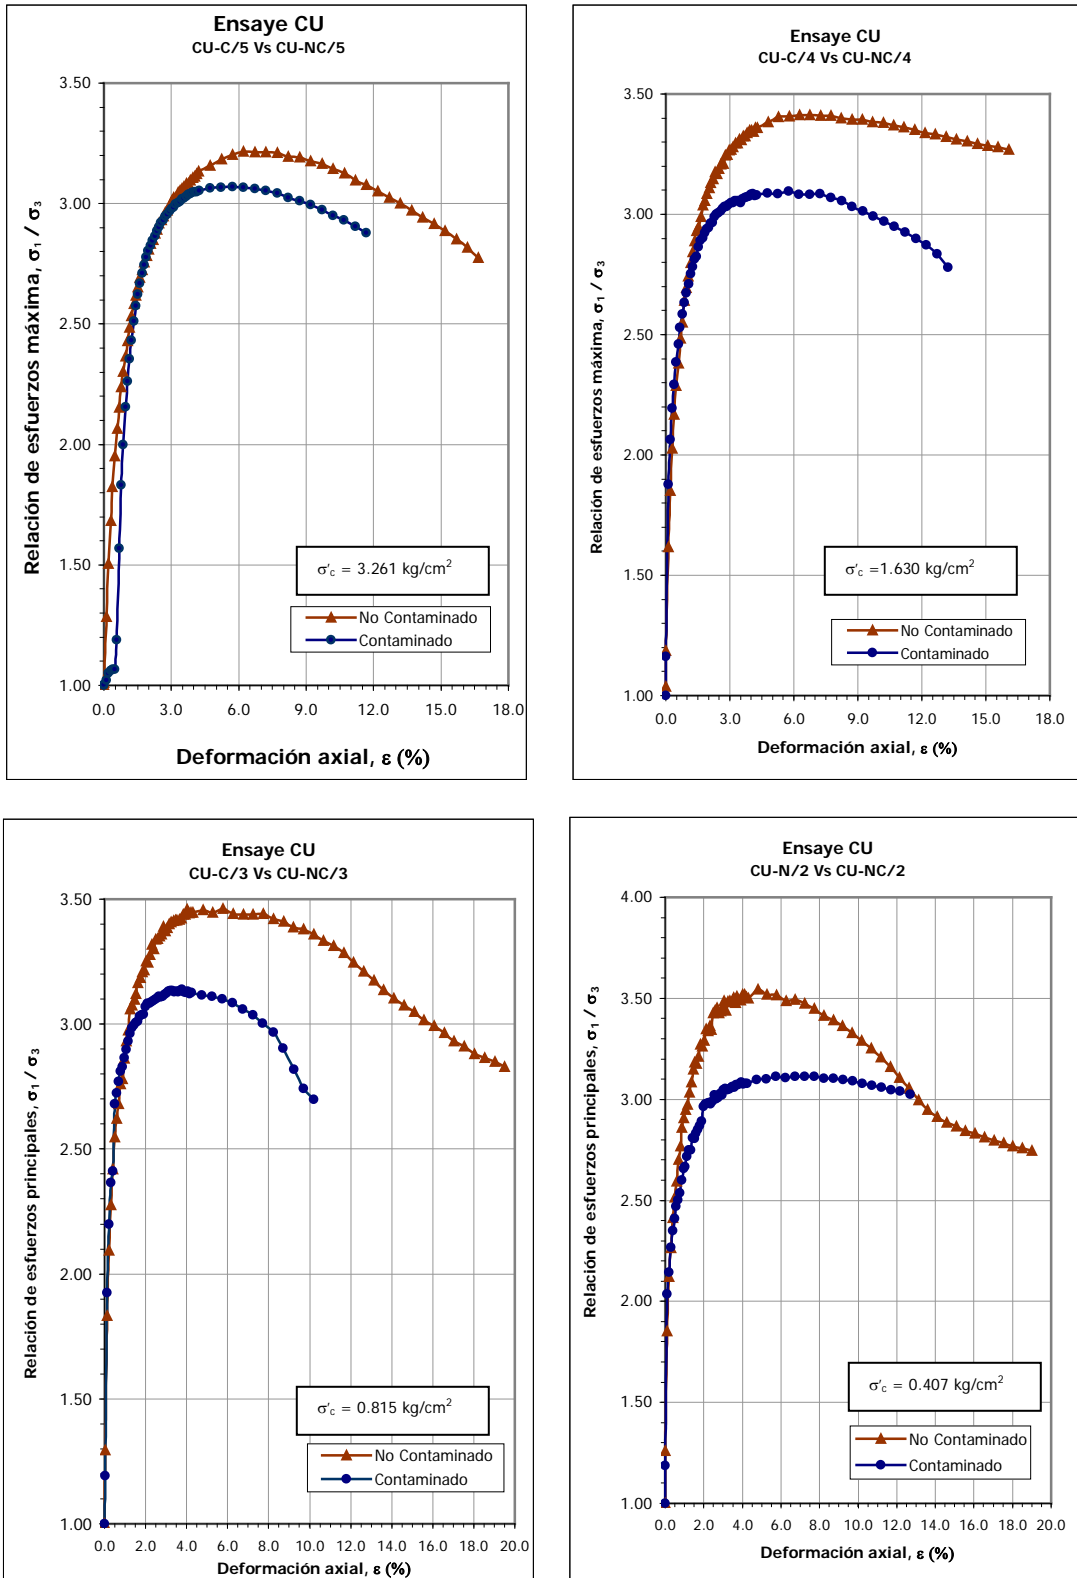 Ensaye CU
CU-C/5 Vs CU-NC/5
Relación de esfuerzos máxima, σ1 / σ3
3.50
3.00
2.50
2.00
1.50
1.00
σ'c = 3.261 kg/cm2
No Contaminado
Contaminado
0.0 3.0 6.0 9.0 12.0 15.0 18.0
Deformación axial, ε (%)
Ensaye CU
CU-C/4 Vs CU-NC/4
Relación de esfuerzos máxima, σ1 / σ3
3.50
3.00
2.50
2.00
1.50
1.00
σ'c =1.630 kg/cm2
No Contaminado
Contaminado
0.0 3.0 6.0 9.0 12.0 15.0 18.0
Deformación axial, ε (%)
Ensaye CU
CU-C/3 Vs CU-NC/3
Relación de esfuerzos principales, σ1 / σ3
3.50
3.00
2.50
2.00
1.50
1.00
σ'c = 0.815 kg/cm2
No Contaminado
Contaminado
0.0 2.0 4.0 6.0 8.0 10.0 12.0 14.0 16.0 18.0 20.0
Deformación axial, ε (%)
Ensaye CU
CU-N/2 Vs CU-NC/2
Relación de esfuerzos principales, σ1 / σ3
4.00
3.50
3.00
2.50
2.00
1.50
1.00
σ'c = 0.407 kg/cm2
No Contaminado
Contaminado
0.0 2.0 4.0 6.0 8.0 10.0 12.0 14.0 16.0 18.0 20.0
Deformación axial, ε (%)